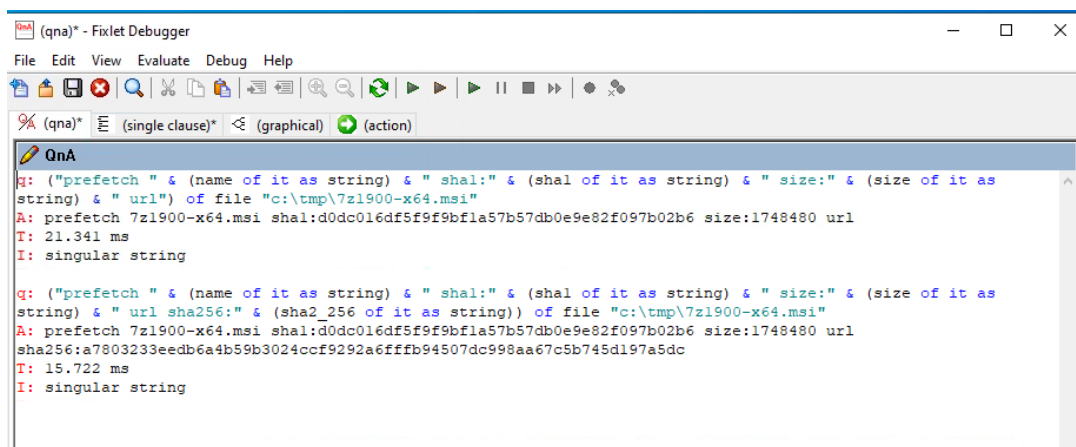 QnA (qna)* - Fixlet Debugger
File Edit View Evaluate Debug Help
(qna)* (single clause)* (graphical) (action)
QnA
q: ("prefetch " & (name of it as string) & " sha1:" & (sha1 of it as string) & " size:" & (size of it as
string) & " url") of file "c:\tmp\7z1900-x64.msi"
A: prefetch 7z1900-x64.msi sha1:d0dc016df5f9f9bf1a57b57db0e9e82f097b02b6 size:1748480 url
T: 21.341 ms
I: singular string
q: ("prefetch " & (name of it as string) & " sha1:" & (sha1 of it as string) & " size:" & (size of it as
string) & " url sha256:" & (sha2_256 of it as string)) of file "c:\tmp\7z1900-x64.msi"
A: prefetch 7z1900-x64.msi sha1:d0dc016df5f9f9bf1a57b57db0e9e82f097b02b6 size:1748480 url
sha256:a7803233eedb6a4b59b3024ccf9292a6fffb94507dc998aa67c5b745d197a5dc
T: 15.722 ms
I: singular string